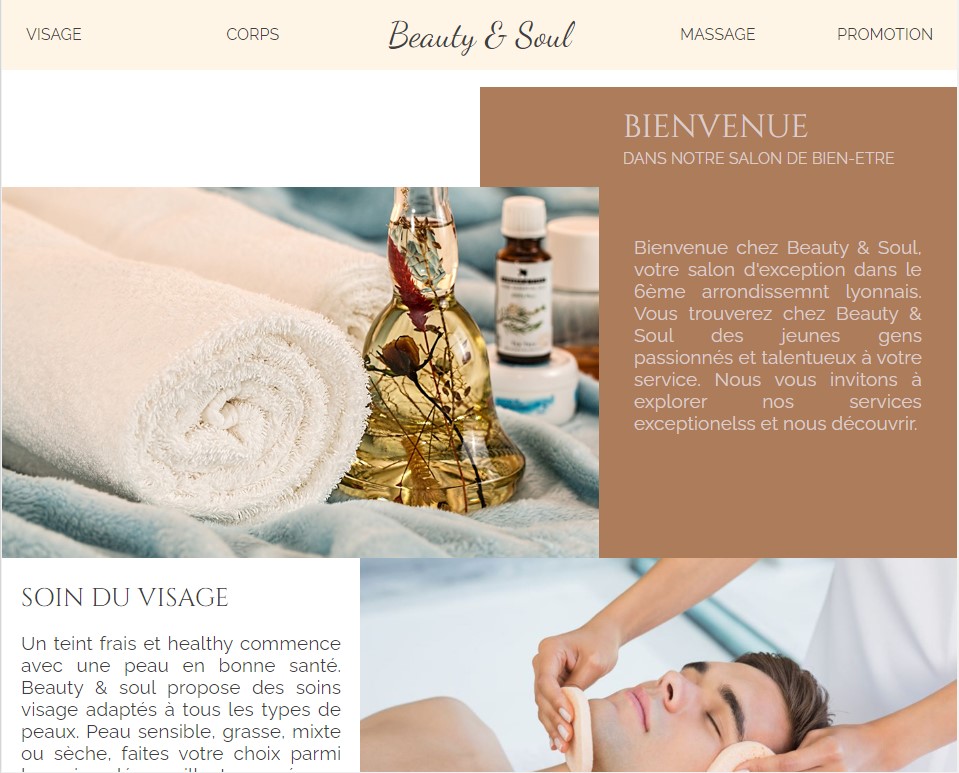 VISAGE CORPS Beauty & Soul MASSAGE PROMOTION
BIENVENUE
DANS NOTRE SALON DE BIEN-ETRE
Bienvenue chez Beauty & Soul,
votre salon d'exception dans le
6ème arrondissemnt lyonnais.
Vous trouverez chez Beauty &
Soul des jeunes gens
passionnés et talentueux à votre
service. Nous vous invitons à
explorer nos services
exceptionelss et nous découvrir.
SOIN DU VISAGE
Un teint frais et healthy commence
avec une peau en bonne santé.
Beauty & soul propose des soins
visage adaptés à tous les types de
peaux. Peau sensible, grasse, mixte
ou sèche, faites votre choix parmi